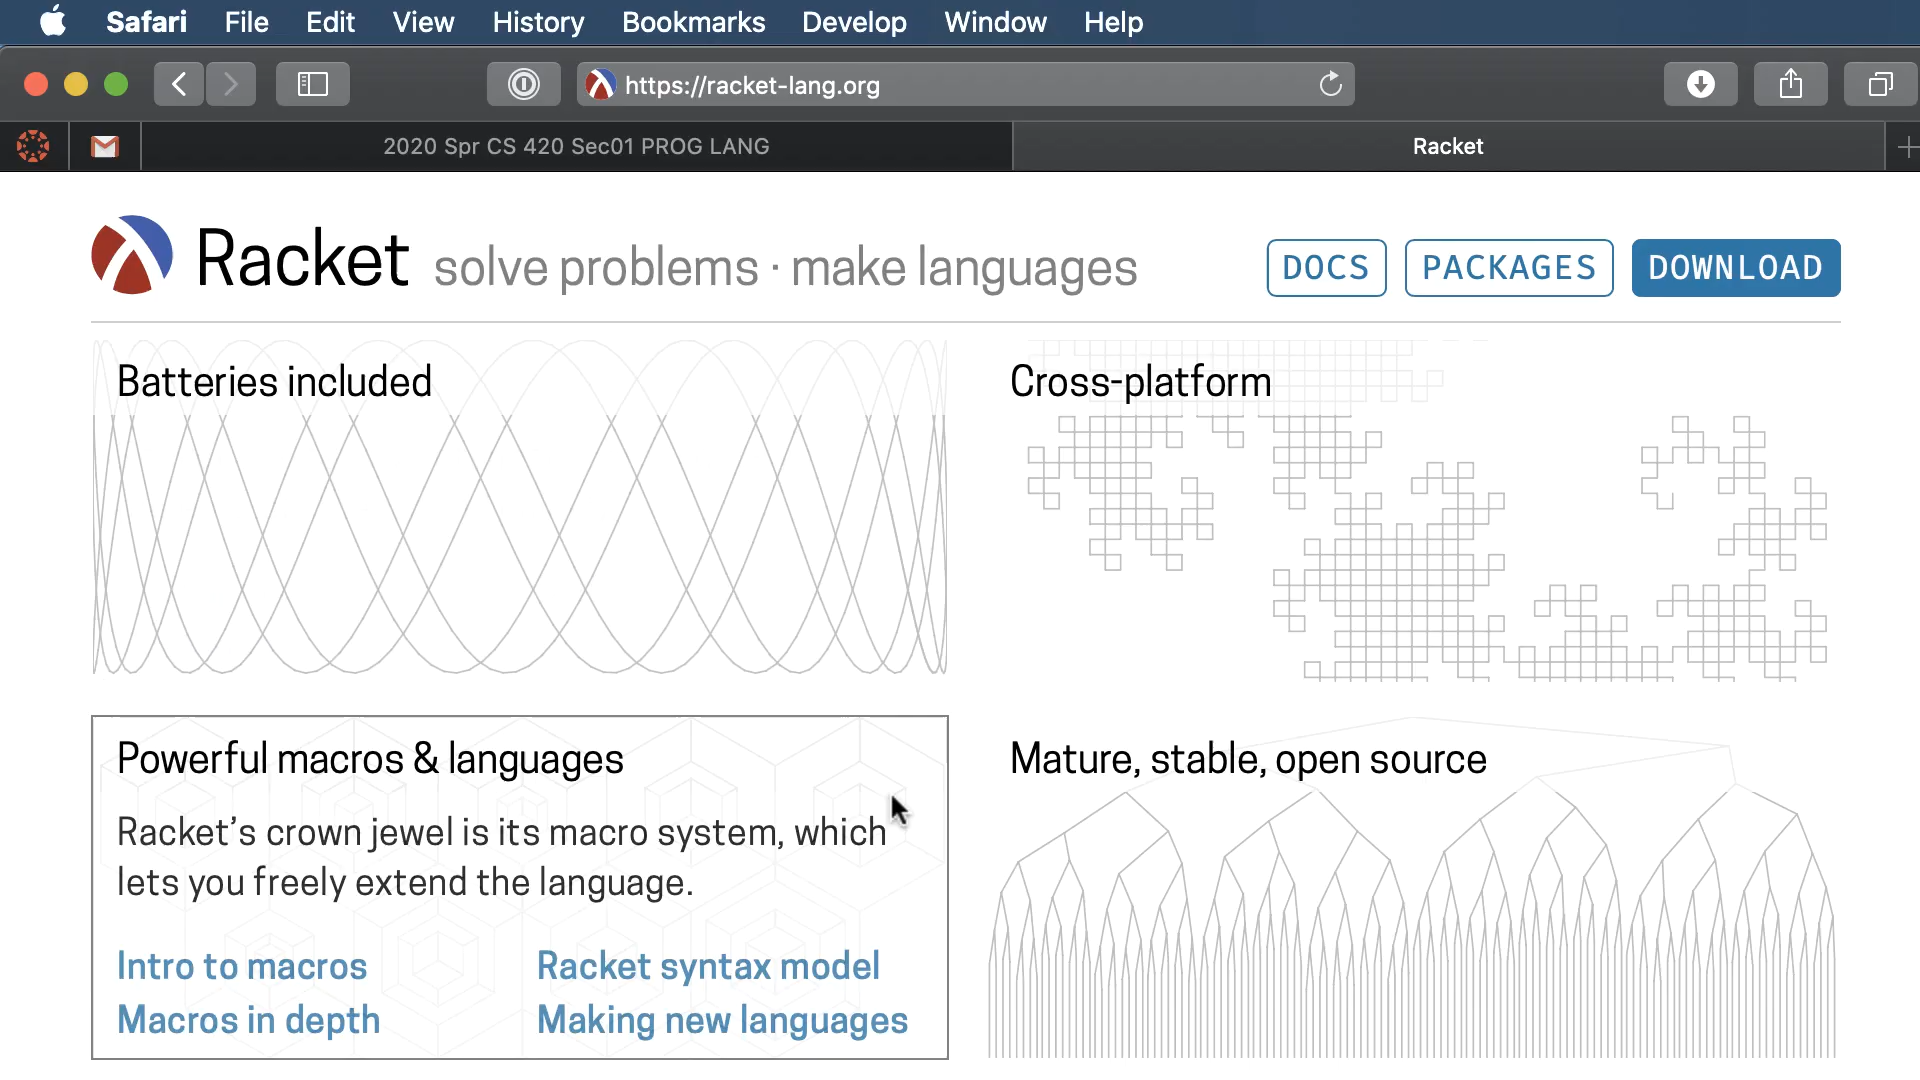 Safari File Edit View History Bookmarks Develop Window Help
https://racket-lang.org
2020 Spr CS 420 Sec01 PROG LANG
Racket
Racket solve problems · make languages
DOCS
PACKAGES
DOWNLOAD
Batteries included
Cross-platform
Powerful macros & languages
Racket’s crown jewel is its macro system, which
lets you freely extend the language.
Intro to macros
Racket syntax model
Macros in depth
Making new languages
Mature, stable, open source